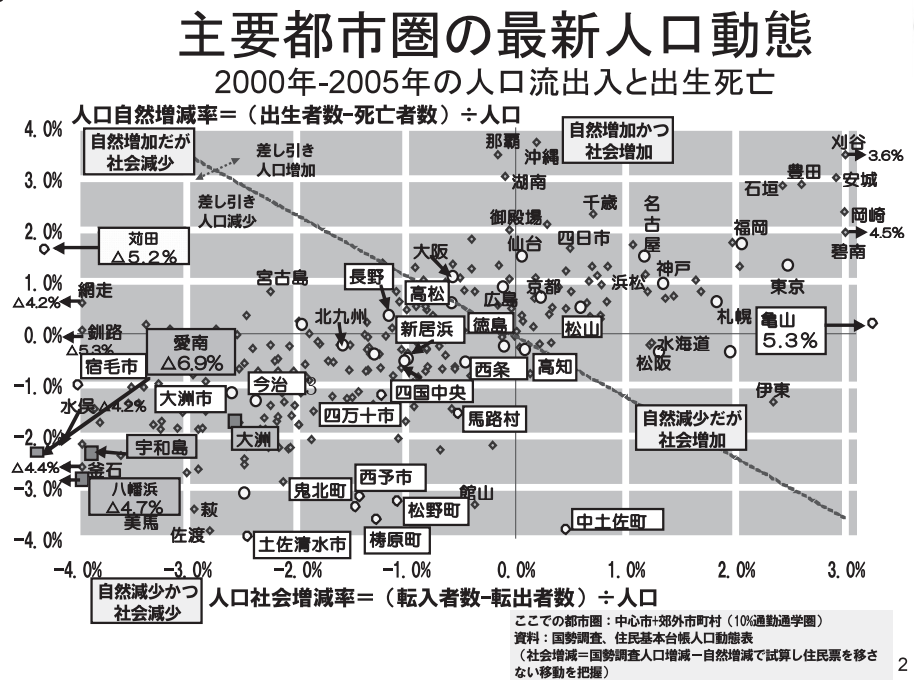 主要都市圏の最新人口動態
2000年-2005年の人口流出入と出生死亡
人口自然増減率＝（出生者数-死亡者数）÷人口
4.0%
自然増加だが
社会減少
差し引き
人口増加
差し引き
人口減少
那覇
沖縄
自然増加かつ
社会増加
刈谷
3.6%
3.0%
湖南
豊田
石垣
安城
千歳
名古屋
岡崎
4.5%
碧南
御殿場
2.0%
苅田
△5.2%
大阪
仙台
四日市
福岡
1.0%
網走
△4.2%
宮古島
長野
高松
広島
京都
浜松
神戸
東京
北九州
新居浜
徳島
松山
札幌
亀山
5.3%
0.0%
釧路
△5.3%
愛南
△6.9%
宿毛市
西条
高知
水海道
松阪
-1.0%
水俣
△4.2%
大洲市
今治
四国中央
伊東
四万十市
馬路村
自然減少だが
社会増加
-2.0%
宇和島
大洲
△4.4%
釜石
-3.0%
八幡浜
△4.7%
美馬
萩
佐渡
鬼北町
西予市
松野町
館山
中土佐町
-4.0%
土佐清水市
梼原町
-4.0%
-3.0%
-2.0%
-1.0%
0.0%
1.0%
2.0%
3.0%
自然減少かつ
社会減少
人口社会増減率＝（転入者数-転出者数）÷人口
ここでの都市圏：中心市+郊外市町村（10%通勤通学圏）
資料：国勢調査、住民基本台帳人口動態表
（社会増減＝国勢調査人口増減－自然増減で試算し住民票を移さ
ない移動を把握）
2